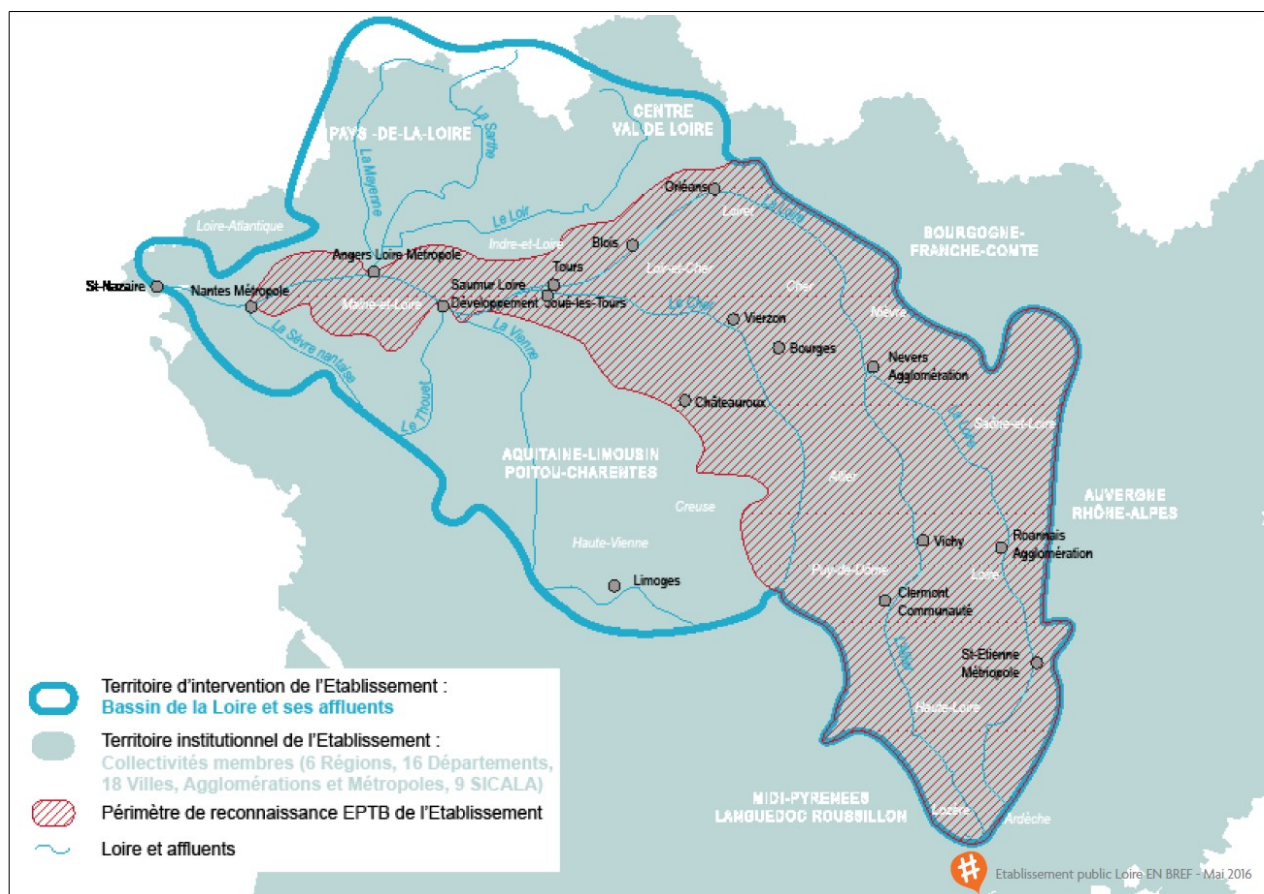 CENTRE
VAL DE LOIRE
PAYS -DE-LA-LOIRE
La Sarthe
La Mayenne
Orléans
Loiret
La Loire
Loire-Atlantique
Le Loir
BOURGOGNE-
FRANCHE-COMTE
Indre-et-Loire
Blois
Angers Loire Métropole
Loir-et-Cher
Tours
Cher
St-Nazaire
Nantes Métropole
Saumur Loire
Développement
Joué-les-Tours
Maine-et-Loire
Le Cher
Nièvre
Vierzon
La Sèvre nantaise
La Vienne
Bourges
Nevers
Agglomération
Châteauroux
Le Thouet
La Loire
Saône-et-Loire
AQUITAINE-LIMOUSIN
POITOU-CHARENTES
Allier
AUVERGNE
RHÔNE-ALPES
Creuse
Haute-Vienne
Vichy
Roannais
Agglomération
Puy-de-Dôme
Loire
Limoges
Clermont
Communauté
L'Allier
St-Etienne
Métropole
Haute-Loire
MIDI-PYRENEES
LANGUEDOC ROUSSILLON
Lozère
Ardèche
Territoire d'intervention de l'Etablissement :
Bassin de la Loire et ses affluents
Territoire institutionnel de l'Etablissement :
Collectivités membres (6 Régions, 16 Départements,
18 Villes, Agglomérations et Métropoles, 9 SICALA)
Périmètre de reconnaissance EPTB de l'Etablissement
Loire et affluents
# Etablissement public Loire EN BREF - Mai 2016